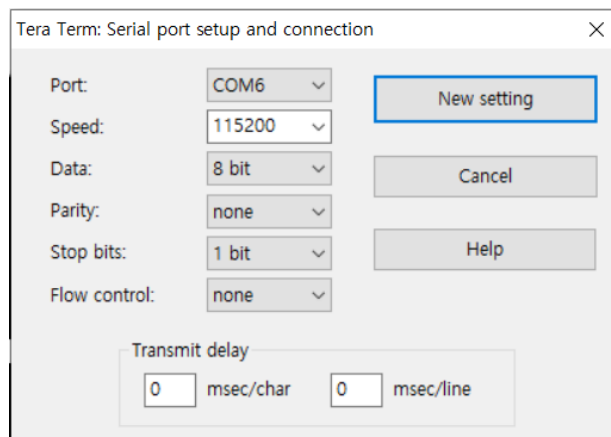 Tera Term: Serial port setup and connection
Port: COM6
New setting
Speed: 115200
Data: 8 bit
Cancel
Parity: none
Stop bits: 1 bit
Help
Flow control: none
Transmit delay
0 msec/char 0 msec/line